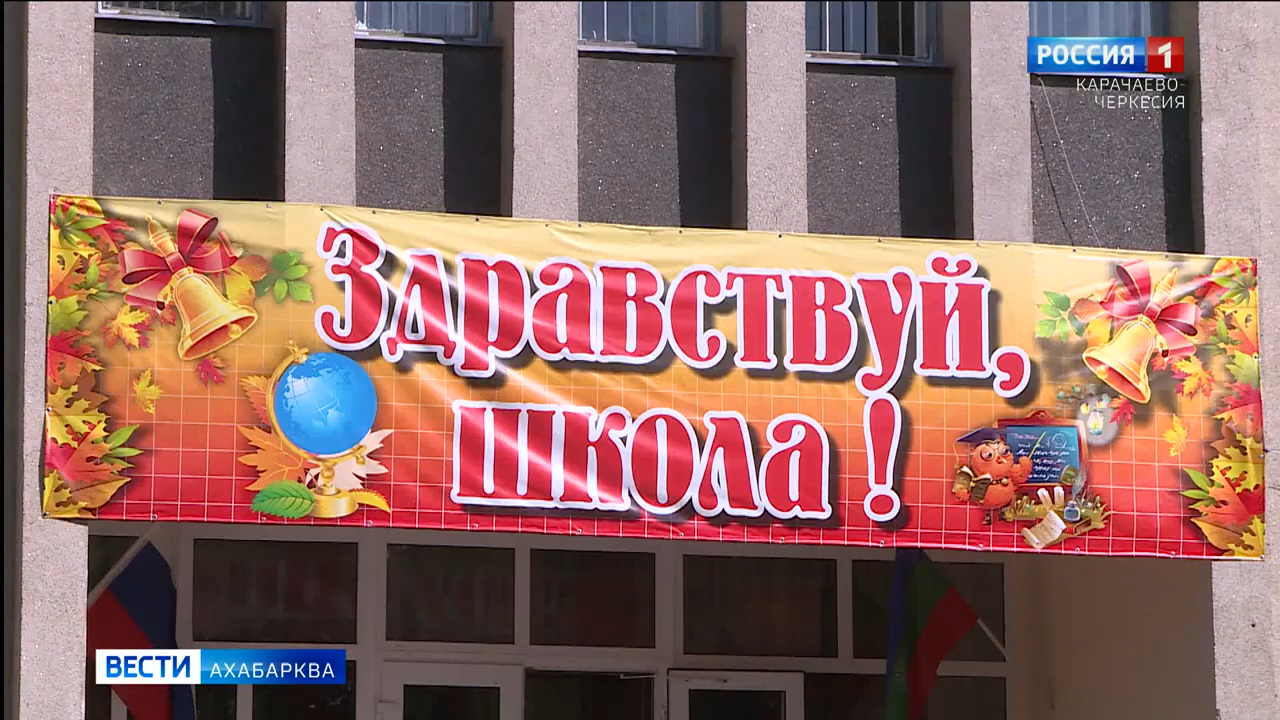 РОССИЯ 1
КАРАЧАЕВО
ЧЕРКЕСИЯ
Здравствуй,
школа!
ВЕСТИ АХАБАРКВА